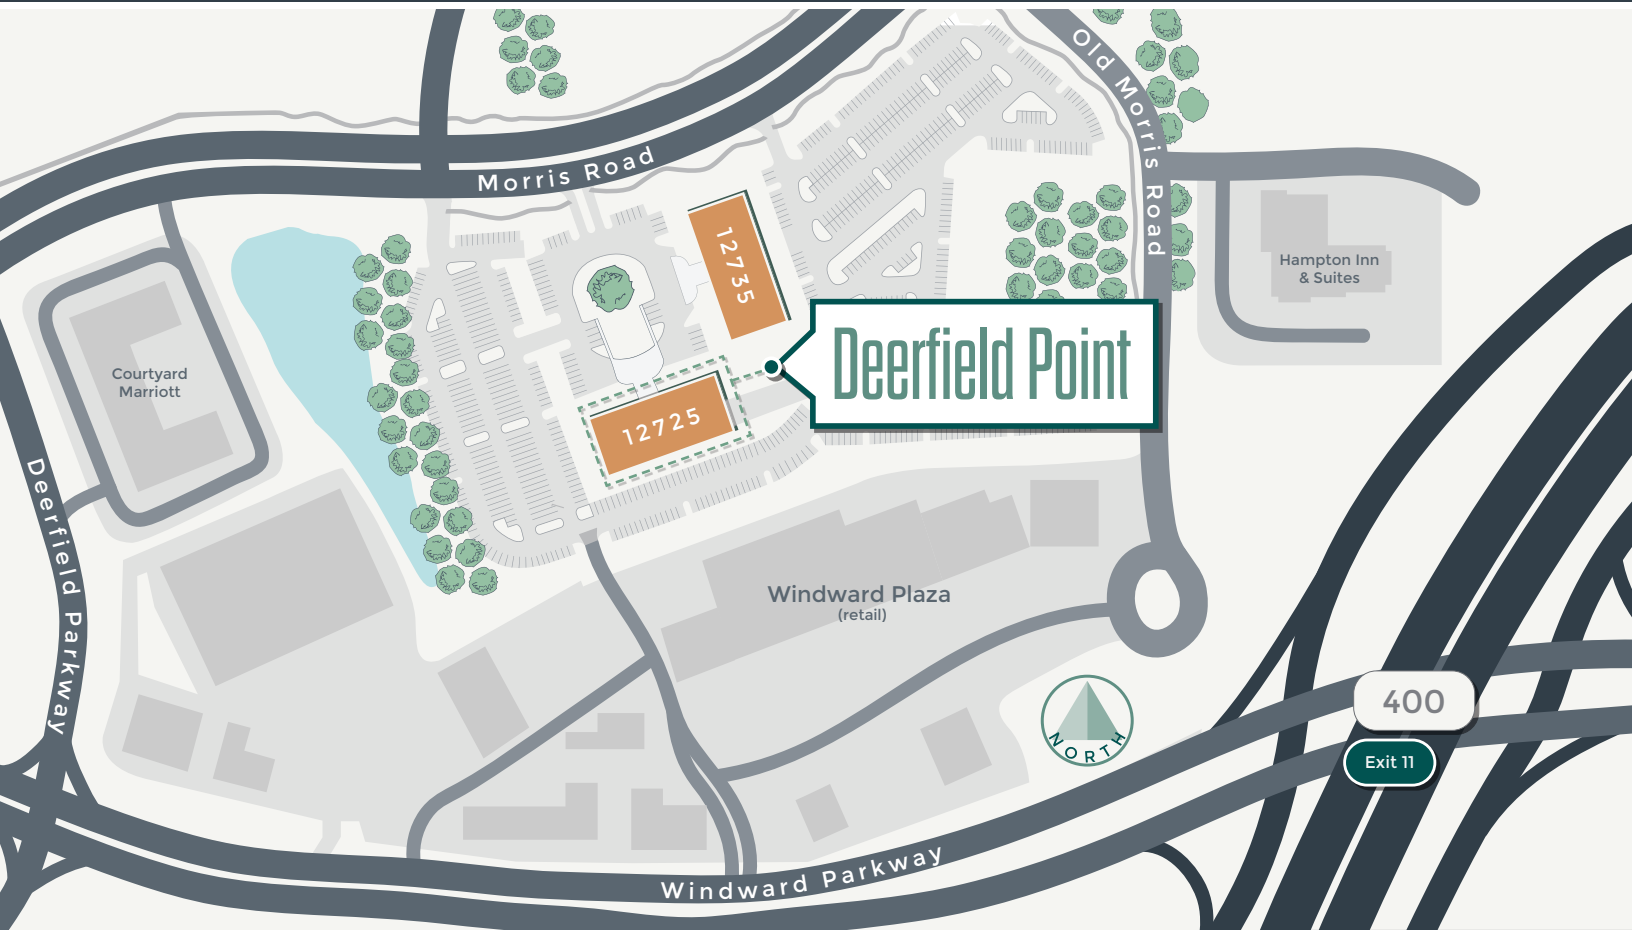 Old Morris Road
Morris Road
12735
Hampton Inn
& Suites
Deerfield Point
Courtyard
Marriott
12725
Deerfield Parkway
Windward Plaza
(retail)
NORTH
400
Exit 11
Windward Parkway